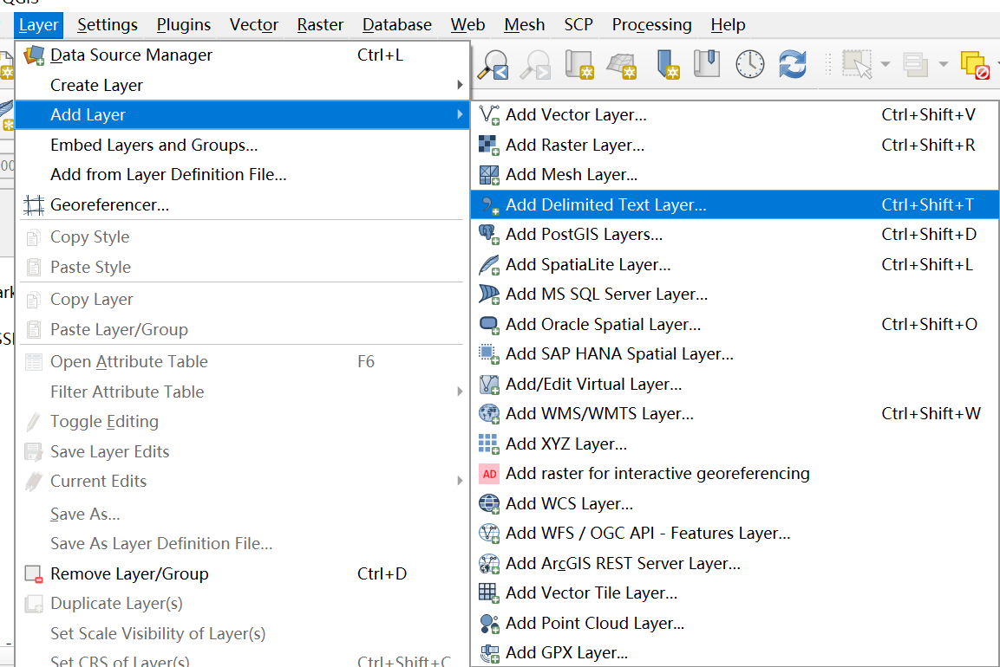 QGIS
Layer Settings Plugins Vector Raster Database Web Mesh SCP Processing Help
Data Source Manager Ctrl+L
Create Layer
Add Layer
Embed Layers and Groups...
Add from Layer Definition File...
Georeferencer...
Copy Style
Paste Style
Copy Layer
Paste Layer/Group
Open Attribute Table F6
Filter Attribute Table
Toggle Editing
Save Layer Edits
Current Edits
Save As...
Save As Layer Definition File...
Remove Layer/Group Ctrl+D
Duplicate Layer(s)
Set Scale Visibility of Layer(s)
Set CRS of Layer(s) Ctrl+Shift+C
Add Vector Layer... Ctrl+Shift+V
Add Raster Layer... Ctrl+Shift+R
Add Mesh Layer...
Add Delimited Text Layer... Ctrl+Shift+T
Add PostGIS Layers... Ctrl+Shift+D
Add SpatiaLite Layer... Ctrl+Shift+L
Add MS SQL Server Layer...
Add Oracle Spatial Layer... Ctrl+Shift+O
Add SAP HANA Spatial Layer...
Add/Edit Virtual Layer...
Add WMS/WMTS Layer... Ctrl+Shift+W
Add XYZ Layer...
AD Add raster for interactive georeferencing
Add WCS Layer...
Add WFS / OGC API - Features Layer...
Add ArcGIS REST Server Layer...
Add Vector Tile Layer...
Add Point Cloud Layer...
Add GPX Layer...